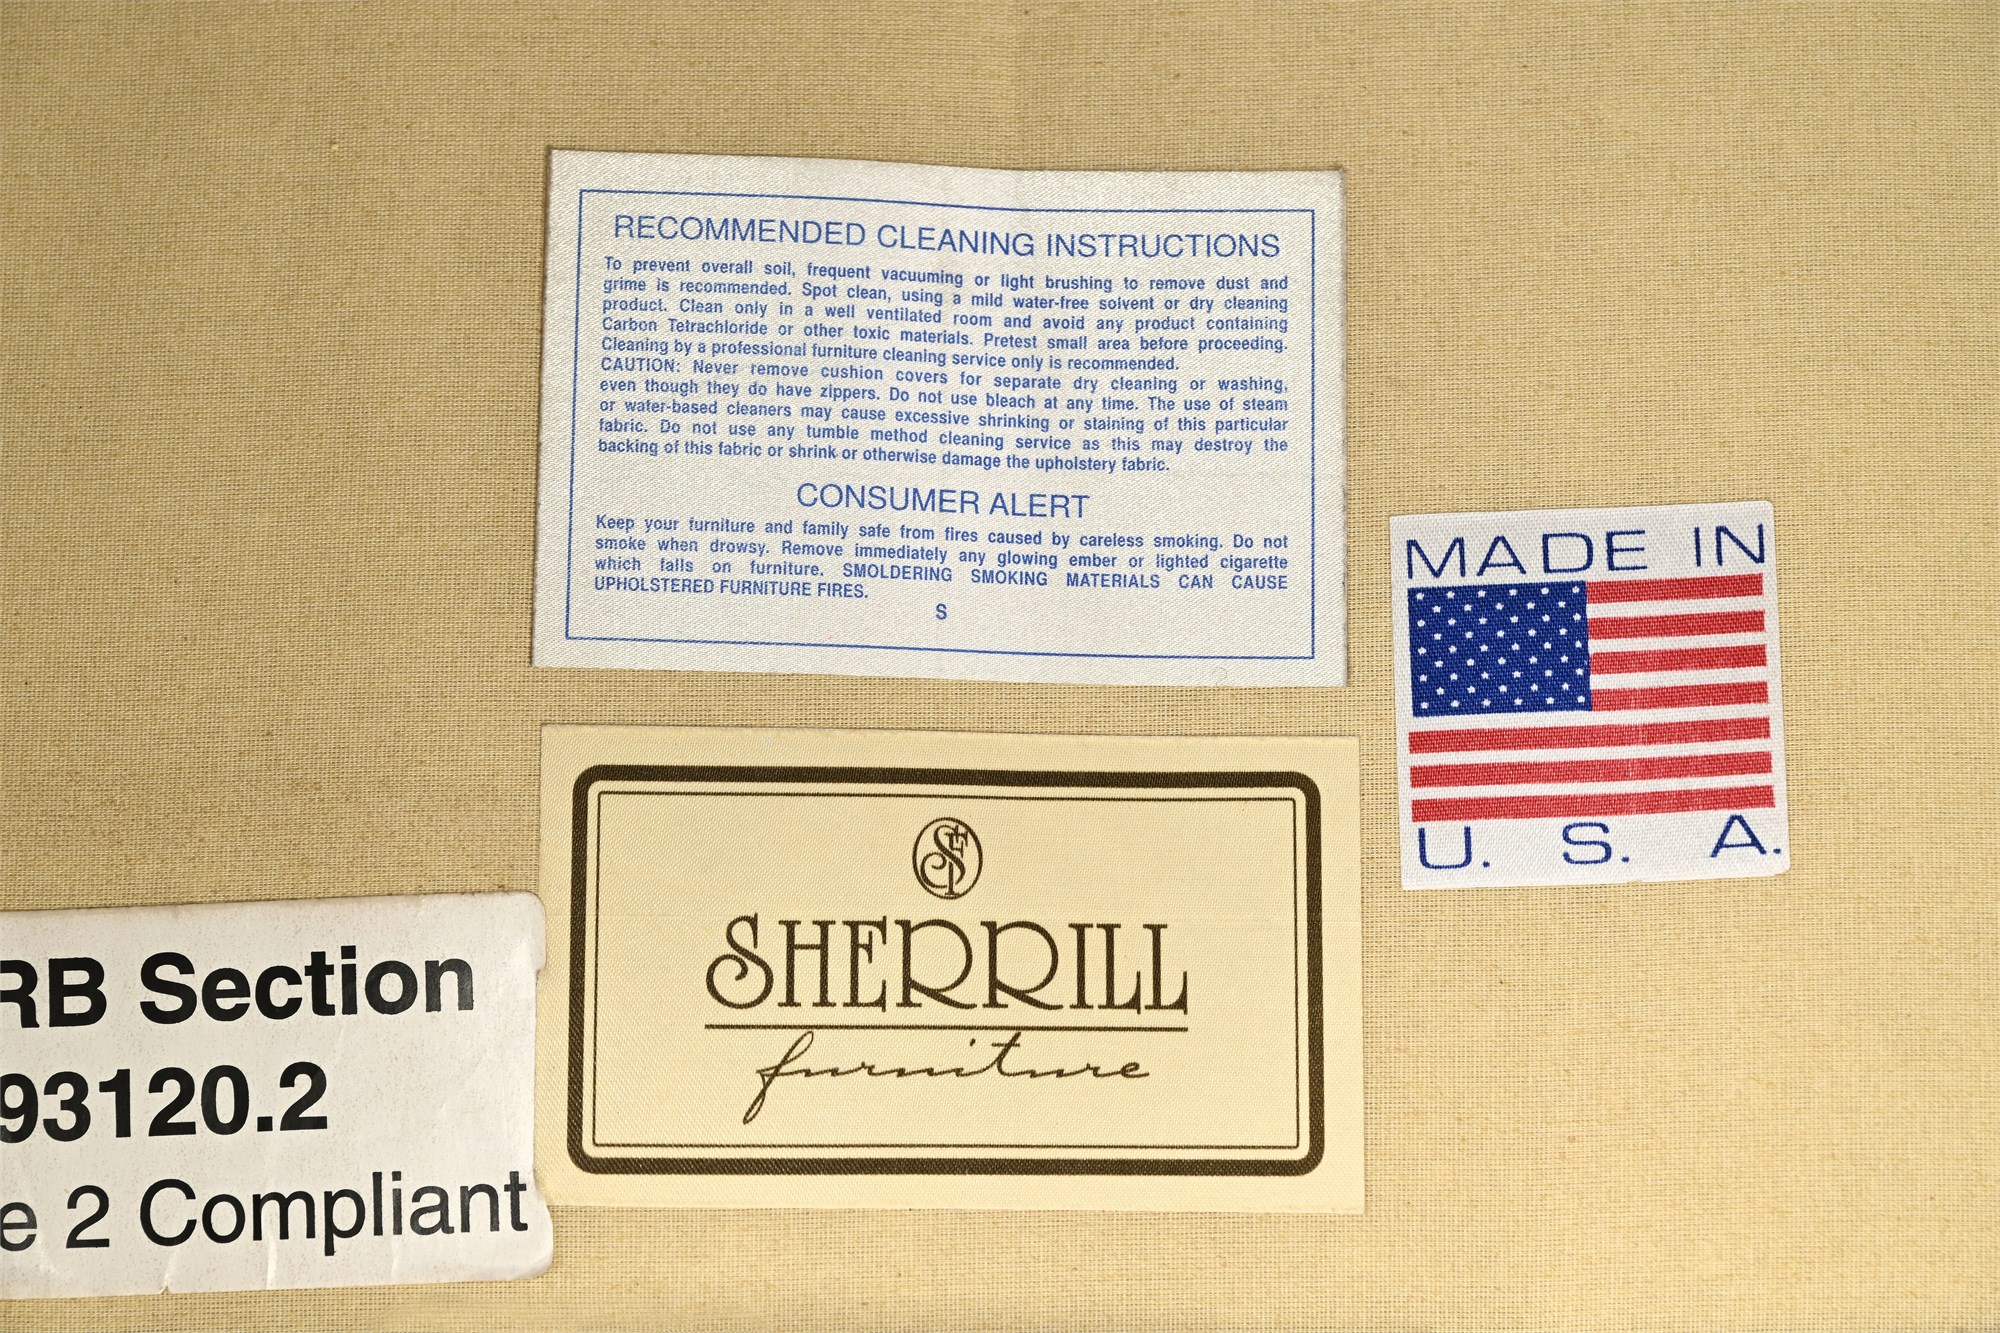 RECOMMENDED CLEANING INSTRUCTIONS
To prevent overall soil, frequent vacuuming or light brushing to remove dust and
grime is recommended. Spot clean, using a mild water-free solvent or dry cleaning
product. Clean only in a well ventilated room and avoid any product containing
Carbon Tetrachloride or other toxic materials. Pretest small area before proceeding.
Cleaning by a professional furniture cleaning service only is recommended.
CAUTION: Never remove cushion covers for separate dry cleaning or washing,
even though they do have zippers. Do not use bleach at any time. The use of steam
or water-based cleaners may cause excessive shrinking or staining of this particular
fabric. Do not use any tumble method cleaning service as this may destroy the
backing of this fabric or shrink or otherwise damage the upholstery fabric.
CONSUMER ALERT
Keep your furniture and family safe from fires caused by careless smoking. Do not
smoke when drowsy. Remove immediately any glowing ember or lighted cigarette
which falls on furniture. SMOLDERING SMOKING MATERIALS CAN CAUSE
UPHOLSTERED FURNITURE FIRES.
S
MADE IN
U. S. A.
SF
SHERRILL
furniture
RB Section
93120.2
e 2 Compliant